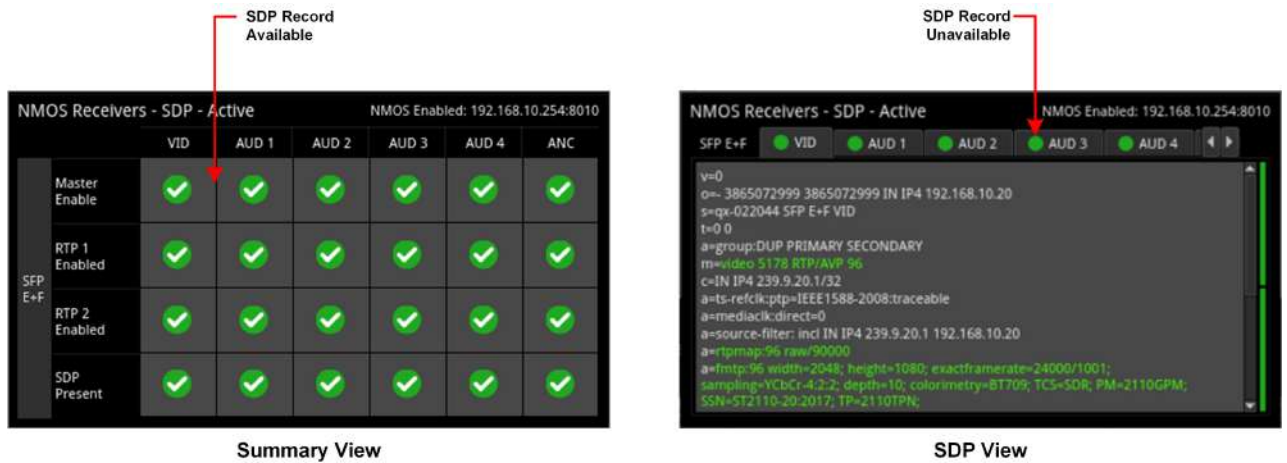 SDP Record
Available
NMOS Receivers - SDP - Active
NMOS Enabled: 192.168.10.254:8010
VID AUD 1 AUD 2 AUD 3 AUD 4 ANC
SFP
E+F
Master
Enable
RTP 1
Enabled
RTP 2
Enabled
SDP
Present
Summary View
SDP Record
Unavailable
NMOS Receivers - SDP - Active
NMOS Enabled: 192.168.10.254:8010
SFP E+F VID AUD 1 AUD 2 AUD 3 AUD 4
v=0
o=- 3865072999 3865072999 IN IP4 192.168.10.20
s=qx-022044 SFP E+F VID
t=0 0
a=group:DUP PRIMARY SECONDARY
m=video 5178 RTP/AVP 96
c=IN IP4 239.9.20.1/32
a=ts-refclk:ptp=IEEE1588-2008:traceable
a=mediaclk:direct=0
a=source-filter: incl IN IP4 239.9.20.1 192.168.10.20
a=rtpmap:96 raw/90000
a=fmtp:96 width=2048; height=1080; exactframerate=24000/1001;
sampling=YCbCr-4:2:2; depth=10; colorimetry=BT709; TCS=SDR; PM=2110GPM;
SSN=ST2110-20:2017; TP=2110TPN;
SDP View